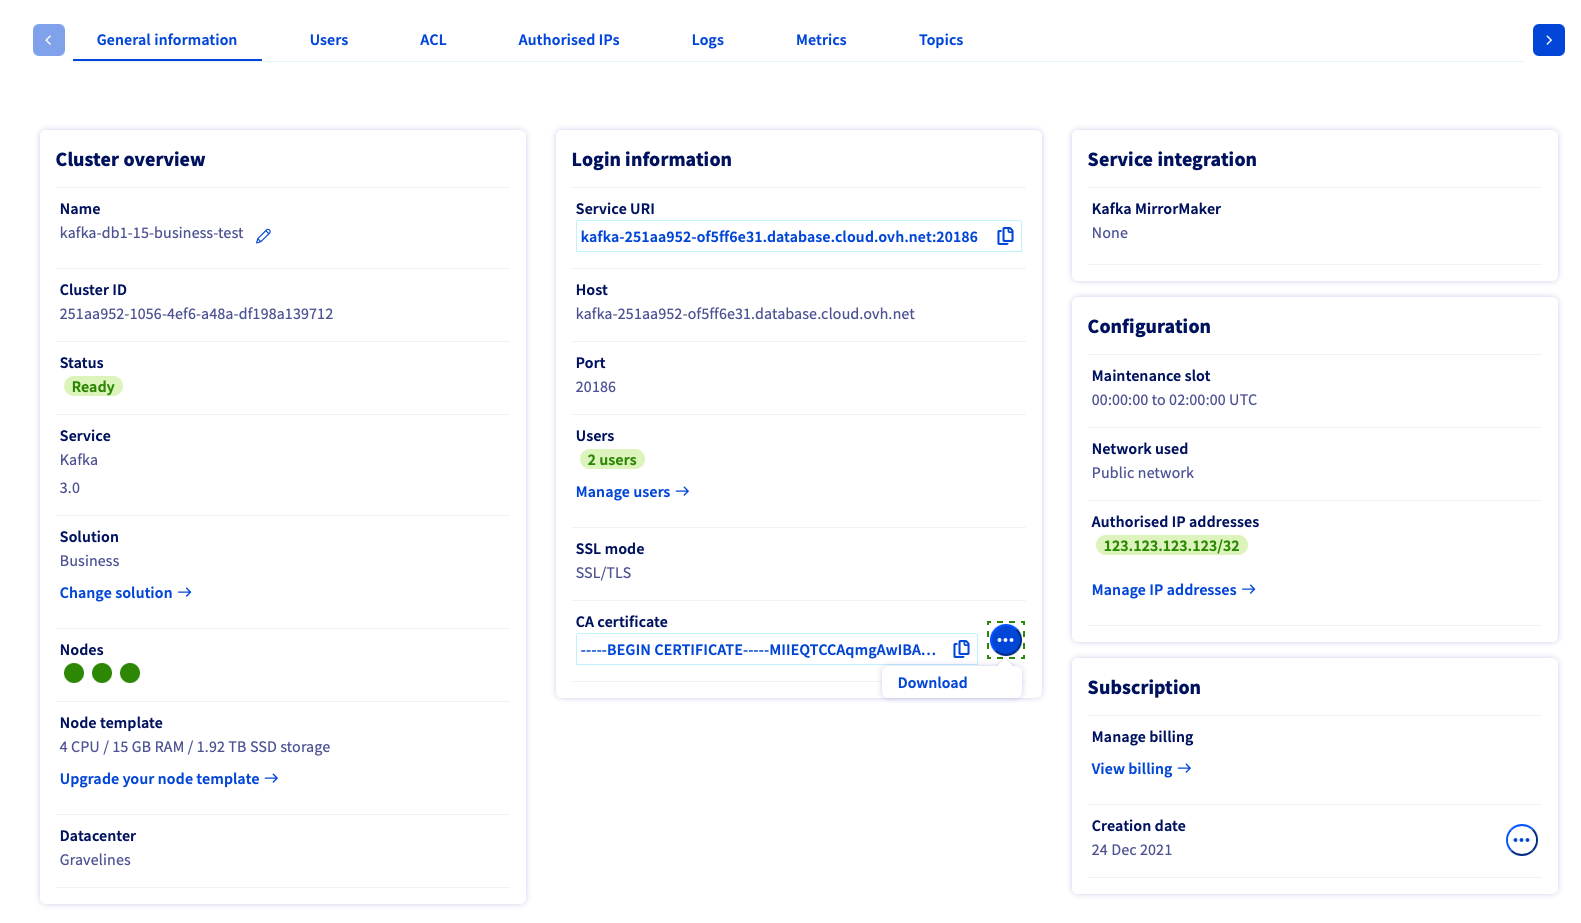 General information
Users
ACL
Authorised IPs
Logs
Metrics
Topics
Cluster overview
Name
kafka-db1-15-business-test
Cluster ID
251aa952-1056-4ef6-a48a-df198a139712
Status
Ready
Service
Kafka
3.0
Solution
Business
Change solution →
Nodes
Node template
4 CPU / 15 GB RAM / 1.92 TB SSD storage
Upgrade your node template →
Datacenter
Gravelines
Login information
Service URI
kafka-251aa952-of5ff6e31.database.cloud.ovh.net:20186
Host
kafka-251aa952-of5ff6e31.database.cloud.ovh.net
Port
20186
Users
2 users
Manage users →
SSL mode
SSL/TLS
CA certificate
-----BEGIN CERTIFICATE-----MIIEQTCCAqmgAwIBA...
Download
Service integration
Kafka MirrorMaker
None
Configuration
Maintenance slot
00:00:00 to 02:00:00 UTC
Network used
Public network
Authorised IP addresses
123.123.123.123/32
Manage IP addresses →
Subscription
Manage billing
View billing →
Creation date
24 Dec 2021